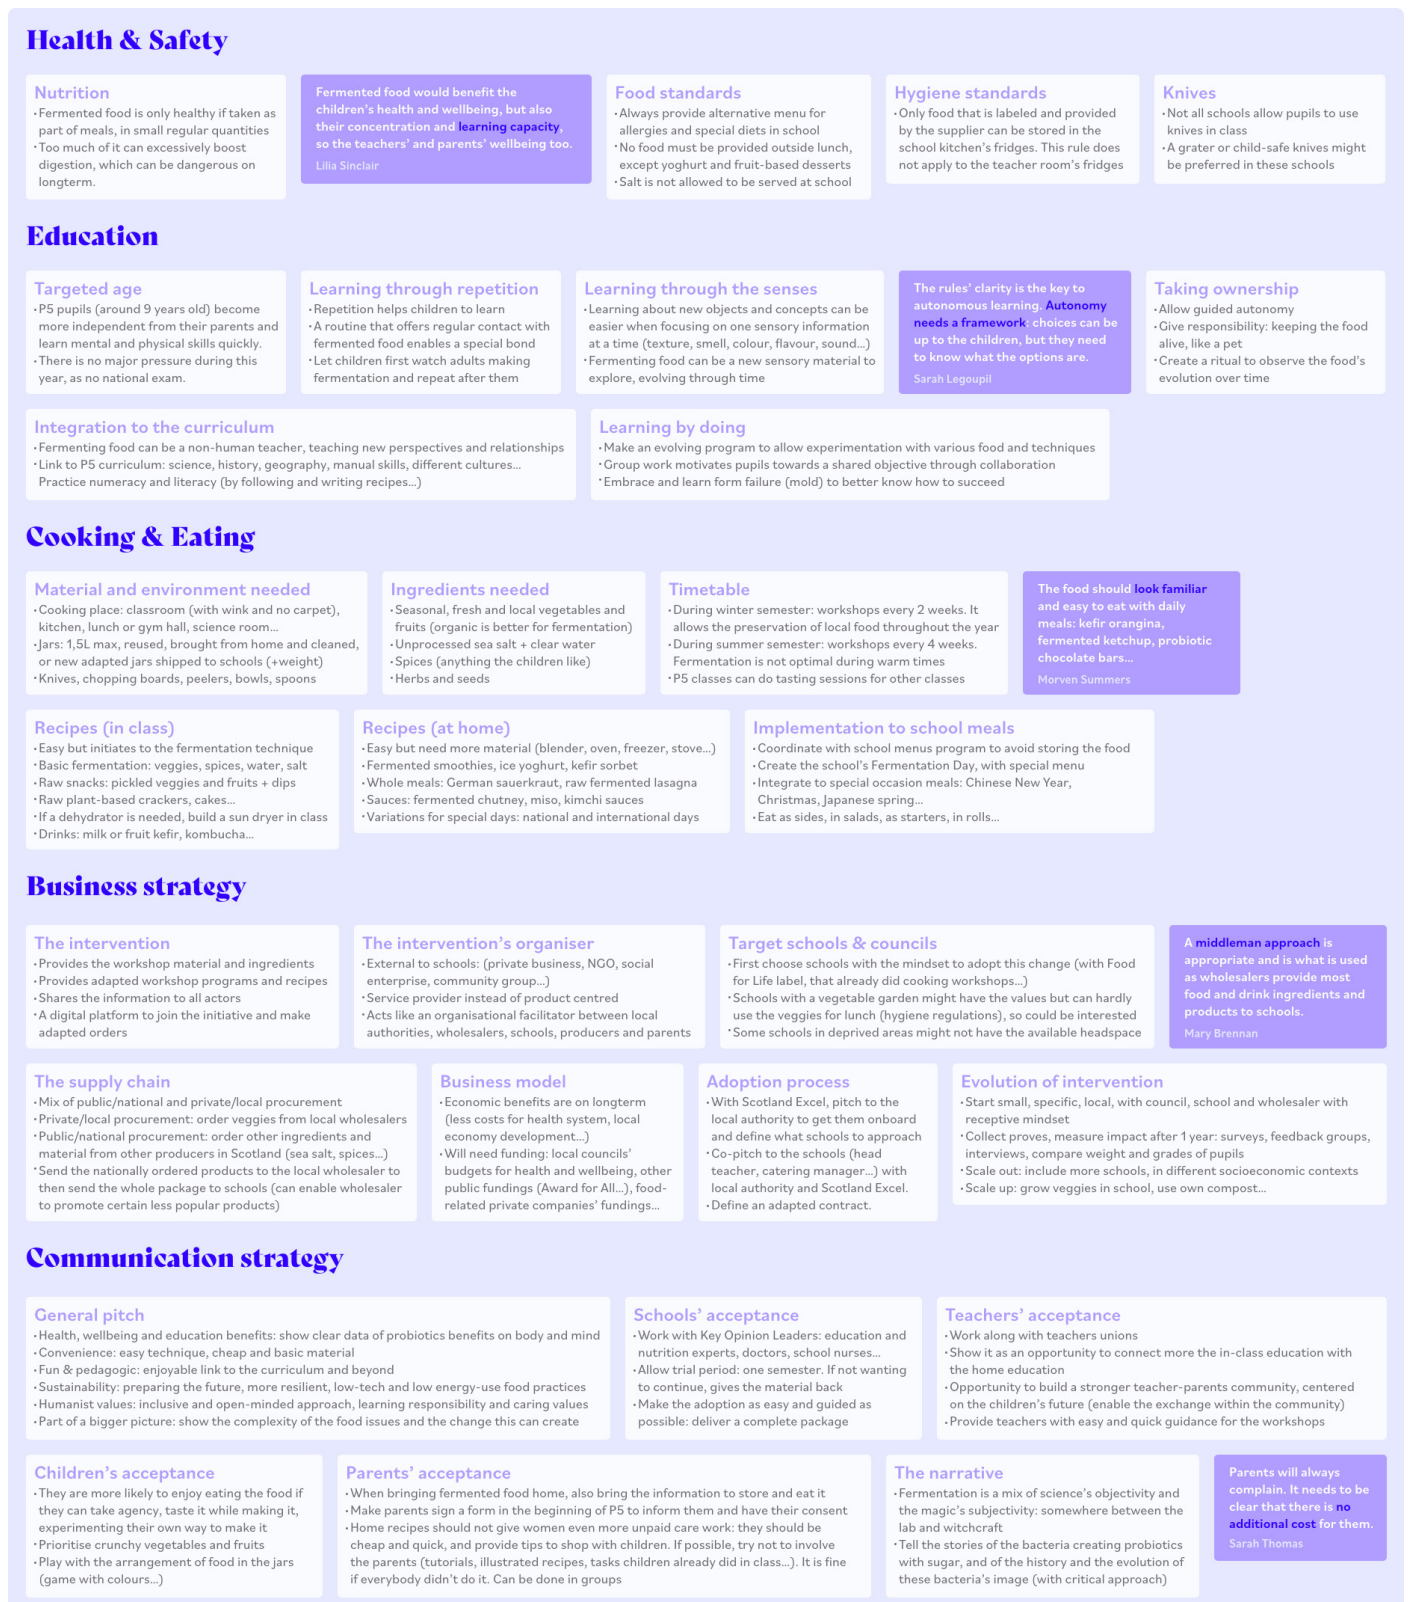 Health & Safety
Nutrition
·Fermented food is only healthy if taken as
part of meals, in small regular quantities
·Too much of it can excessively boost
digestion, which can be dangerous on
longterm.
Fermented food would benefit the
children's health and wellbeing, but also
their concentration and learning capacity,
so the teachers' and parents' wellbeing too.
Lilia Sinclair
Food standards
·Always provide alternative menu for
allergies and special diets in school
·No food must be provided outside lunch,
except yoghurt and fruit-based desserts
·Salt is not allowed to be served at school
Hygiene standards
·Only food that is labeled and provided
by the supplier can be stored in the
school kitchen's fridges. This rule does
not apply to the teacher room's fridges
Knives
·Not all schools allow pupils to use
knives in class
·A grater or child-safe knives might
be preferred in these schools
Education
Targeted age
·P5 pupils (around 9 years old) become
more independent from their parents and
learn mental and physical skills quickly.
·There is no major pressure during this
year, as no national exam.
Learning through repetition
·Repetition helps children to learn
·A routine that offers regular contact with
fermented food enables a special bond
·Let children first watch adults making
fermentation and repeat after them
Learning through the senses
·Learning about new objects and concepts can be
easier when focusing on one sensory information
at a time (texture, smell, colour, flavour, sound...)
·Fermenting food can be a new sensory material to
explore, evolving through time
The rules' clarity is the key to
autonomous learning. Autonomy
needs a framework: choices can be
up to the children, but they need
to know what the options are.
Sarah Legoupil
Taking ownership
·Allow guided autonomy
·Give responsibility: keeping the food
alive, like a pet
·Create a ritual to observe the food's
evolution over time
Integration to the curriculum
·Fermenting food can be a non-human teacher, teaching new perspectives and relationships
·Link to P5 curriculum: science, history, geography, manual skills, different cultures...
Practice numeracy and literacy (by following and writing recipes...)
Learning by doing
·Make an evolving program to allow experimentation with various food and techniques
·Group work motivates pupils towards a shared objective through collaboration
·Embrace and learn form failure (mold) to better know how to succeed
Cooking & Eating
Material and environment needed
·Cooking place: classroom (with wink and no carpet),
kitchen, lunch or gym hall, science room...
·Jars: 1,5L max, reused, brought from home and cleaned,
or new adapted jars shipped to schools (+weight)
·Knives, chopping boards, peelers, bowls, spoons
Ingredients needed
·Seasonal, fresh and local vegetables and
fruits (organic is better for fermentation)
·Unprocessed sea salt + clear water
·Spices (anything the children like)
·Herbs and seeds
Timetable
·During winter semester: workshops every 2 weeks. It
allows the preservation of local food throughout the year
·During summer semester: workshops every 4 weeks.
Fermentation is not optimal during warm times
·P5 classes can do tasting sessions for other classes
The food should look familiar
and easy to eat with daily
meals: kefir orangina,
fermented ketchup, probiotic
chocolate bars...
Morven Summers
Recipes (in class)
·Easy but initiates to the fermentation technique
·Basic fermentation: veggies, spices, water, salt
·Raw snacks: pickled veggies and fruits + dips
·Raw plant-based crackers, cakes...
·If a dehydrator is needed, build a sun dryer in class
·Drinks: milk or fruit kefir, kombucha...
Recipes (at home)
·Easy but need more material (blender, oven, freezer, stove...)
·Fermented smoothies, ice yoghurt, kefir sorbet
·Whole meals: German sauerkraut, raw fermented lasagna
·Sauces: fermented chutney, miso, kimchi sauces
·Variations for special days: national and international days
Implementation to school meals
·Coordinate with school menus program to avoid storing the food
·Create the school's Fermentation Day, with special menu
·Integrate to special occasion meals: Chinese New Year,
Christmas, Japanese spring...
·Eat as sides, in salads, as starters, in rolls...
Business strategy
The intervention
·Provides the workshop material and ingredients
·Provides adapted workshop programs and recipes
·Shares the information to all actors
·A digital platform to join the initiative and make
adapted orders
The intervention's organiser
·External to schools: (private business, NGO, social
enterprise, community group...)
·Service provider instead of product centred
·Acts like an organisational facilitator between local
authorities, wholesalers, schools, producers and parents
Target schools & councils
·First choose schools with the mindset to adopt this change (with Food
for Life label, that already did cooking workshops...)
·Schools with a vegetable garden might have the values but can hardly
use the veggies for lunch (hygiene regulations), so could be interested
·Some schools in deprived areas might not have the available headspace
A middleman approach is
appropriate and is what is used
as wholesalers provide most
food and drink ingredients and
products to schools.
Mary Brennan
The supply chain
·Mix of public/national and private/local procurement
·Private/local procurement: order veggies from local wholesalers
·Public/national procurement: order other ingredients and
material from other producers in Scotland (sea salt, spices...)
·Send the nationally ordered products to the local wholesaler to
then send the whole package to schools (can enable wholesaler
to promote certain less popular products)
Business model
·Economic benefits are on longterm
(less costs for health system, local
economy development...)
·Will need funding: local councils'
budgets for health and wellbeing, other
public fundings (Award for All...), food-
related private companies' fundings...
Adoption process
·With Scotland Excel, pitch to the
local authority to get them onboard
and define what schools to approach
·Co-pitch to the schools (head
teacher, catering manager...) with
local authority and Scotland Excel.
·Define an adapted contract.
Evolution of intervention
·Start small, specific, local, with council, school and wholesaler with
receptive mindset
·Collect proves, measure impact after 1 year: surveys, feedback groups,
interviews, compare weight and grades of pupils
·Scale out: include more schools, in different socioeconomic contexts
·Scale up: grow veggies in school, use own compost...
Communication strategy
General pitch
·Health, wellbeing and education benefits: show clear data of probiotics benefits on body and mind
·Convenience: easy technique, cheap and basic material
·Fun & pedagogic: enjoyable link to the curriculum and beyond
·Sustainability: preparing the future, more resilient, low-tech and low energy-use food practices
·Humanist values: inclusive and open-minded approach, learning responsibility and caring values
·Part of a bigger picture: show the complexity of the food issues and the change this can create
Schools' acceptance
·Work with Key Opinion Leaders: education and
nutrition experts, doctors, school nurses...
·Allow trial period: one semester. If not wanting
to continue, gives the material back
·Make the adoption as easy and guided as
possible: deliver a complete package
Teachers' acceptance
·Work along with teachers unions
·Show it as an opportunity to connect more the in-class education with
the home education
·Opportunity to build a stronger teacher-parents community, centered
on the children's future (enable the exchange within the community)
·Provide teachers with easy and quick guidance for the workshops
Children's acceptance
·They are more likely to enjoy eating the food if
they can take agency, taste it while making it,
experimenting their own way to make it
·Prioritise crunchy vegetables and fruits
·Play with the arrangement of food in the jars
(game with colours...)
Parents' acceptance
·When bringing fermented food home, also bring the information to store and eat it
·Make parents sign a form in the beginning of P5 to inform them and have their consent
·Home recipes should not give women even more unpaid care work: they should be
cheap and quick, and provide tips to shop with children. If possible, try not to involve
the parents (tutorials, illustrated recipes, tasks children already did in class...). It is fine
if everybody didn't do it. Can be done in groups
The narrative
·Fermentation is a mix of science's objectivity and
the magic's subjectivity: somewhere between the
lab and witchcraft
·Tell the stories of the bacteria creating probiotics
with sugar, and of the history and the evolution of
these bacteria's image (with critical approach)
Parents will always
complain. It needs to be
clear that there is no
additional cost for them.
Sarah Thomas